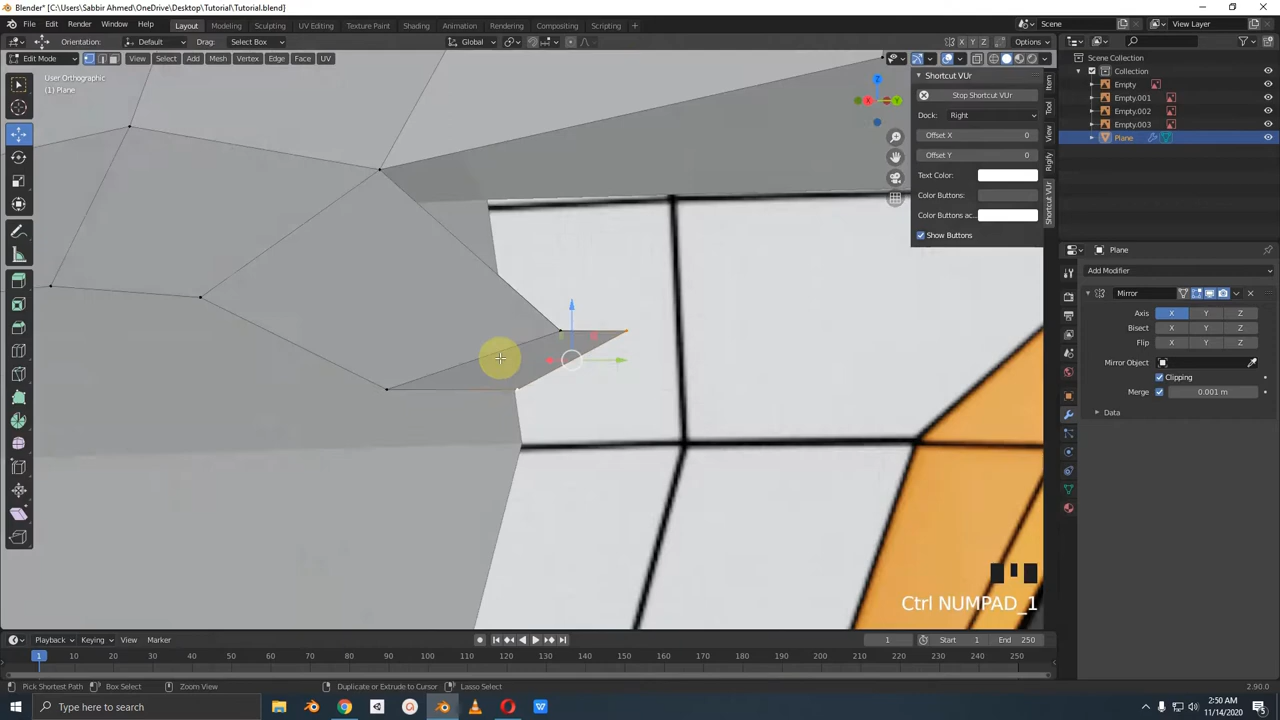 Blender* [C:\Users\Sabbir Ahmed\OneDrive\Desktop\Tutorial\Tutorial.blend]
File Edit Render Window Help Layout Modeling Sculpting UV Editing Texture Paint Shading Animation Rendering Compositing Scripting + Scene View Layer
Orientation: Default Drag: Select Box Global X Y Z Options
Edit Mode View Select Add Mesh Vertex Edge Face UV
User Orthographic
(1) Plane
Shortcut VUr
Stop Shortcut VUr
Dock: Right
Offset X 0
Offset Y 0
Text Color:
Color Buttons:
Color Buttons ac...
Show Buttons
Item
Tool
View
Rigify
Shortcut VUr
X Y
Scene Collection
Collection
Empty
Empty.001
Empty.002
Empty.003
Plane
Plane
Add Modifier
Mirror
Axis X Y Z
Bisect X Y Z
Flip X Y Z
Mirror Object
Clipping
Merge 0.001 m
Data
Ctrl NUMPAD_1
Playback Keying View Marker 1 Start 1 End 250
1 10 20 30 40 50 60 70 80 90 100 110 120 130 140 150 160 170 180 190 200 210 220 230 240 250
Pick Shortest Path Box Select Zoom View Duplicate or Extrude to Cursor Lasso Select 2.90.0
Type here to search
2:50 AM
11/14/2020